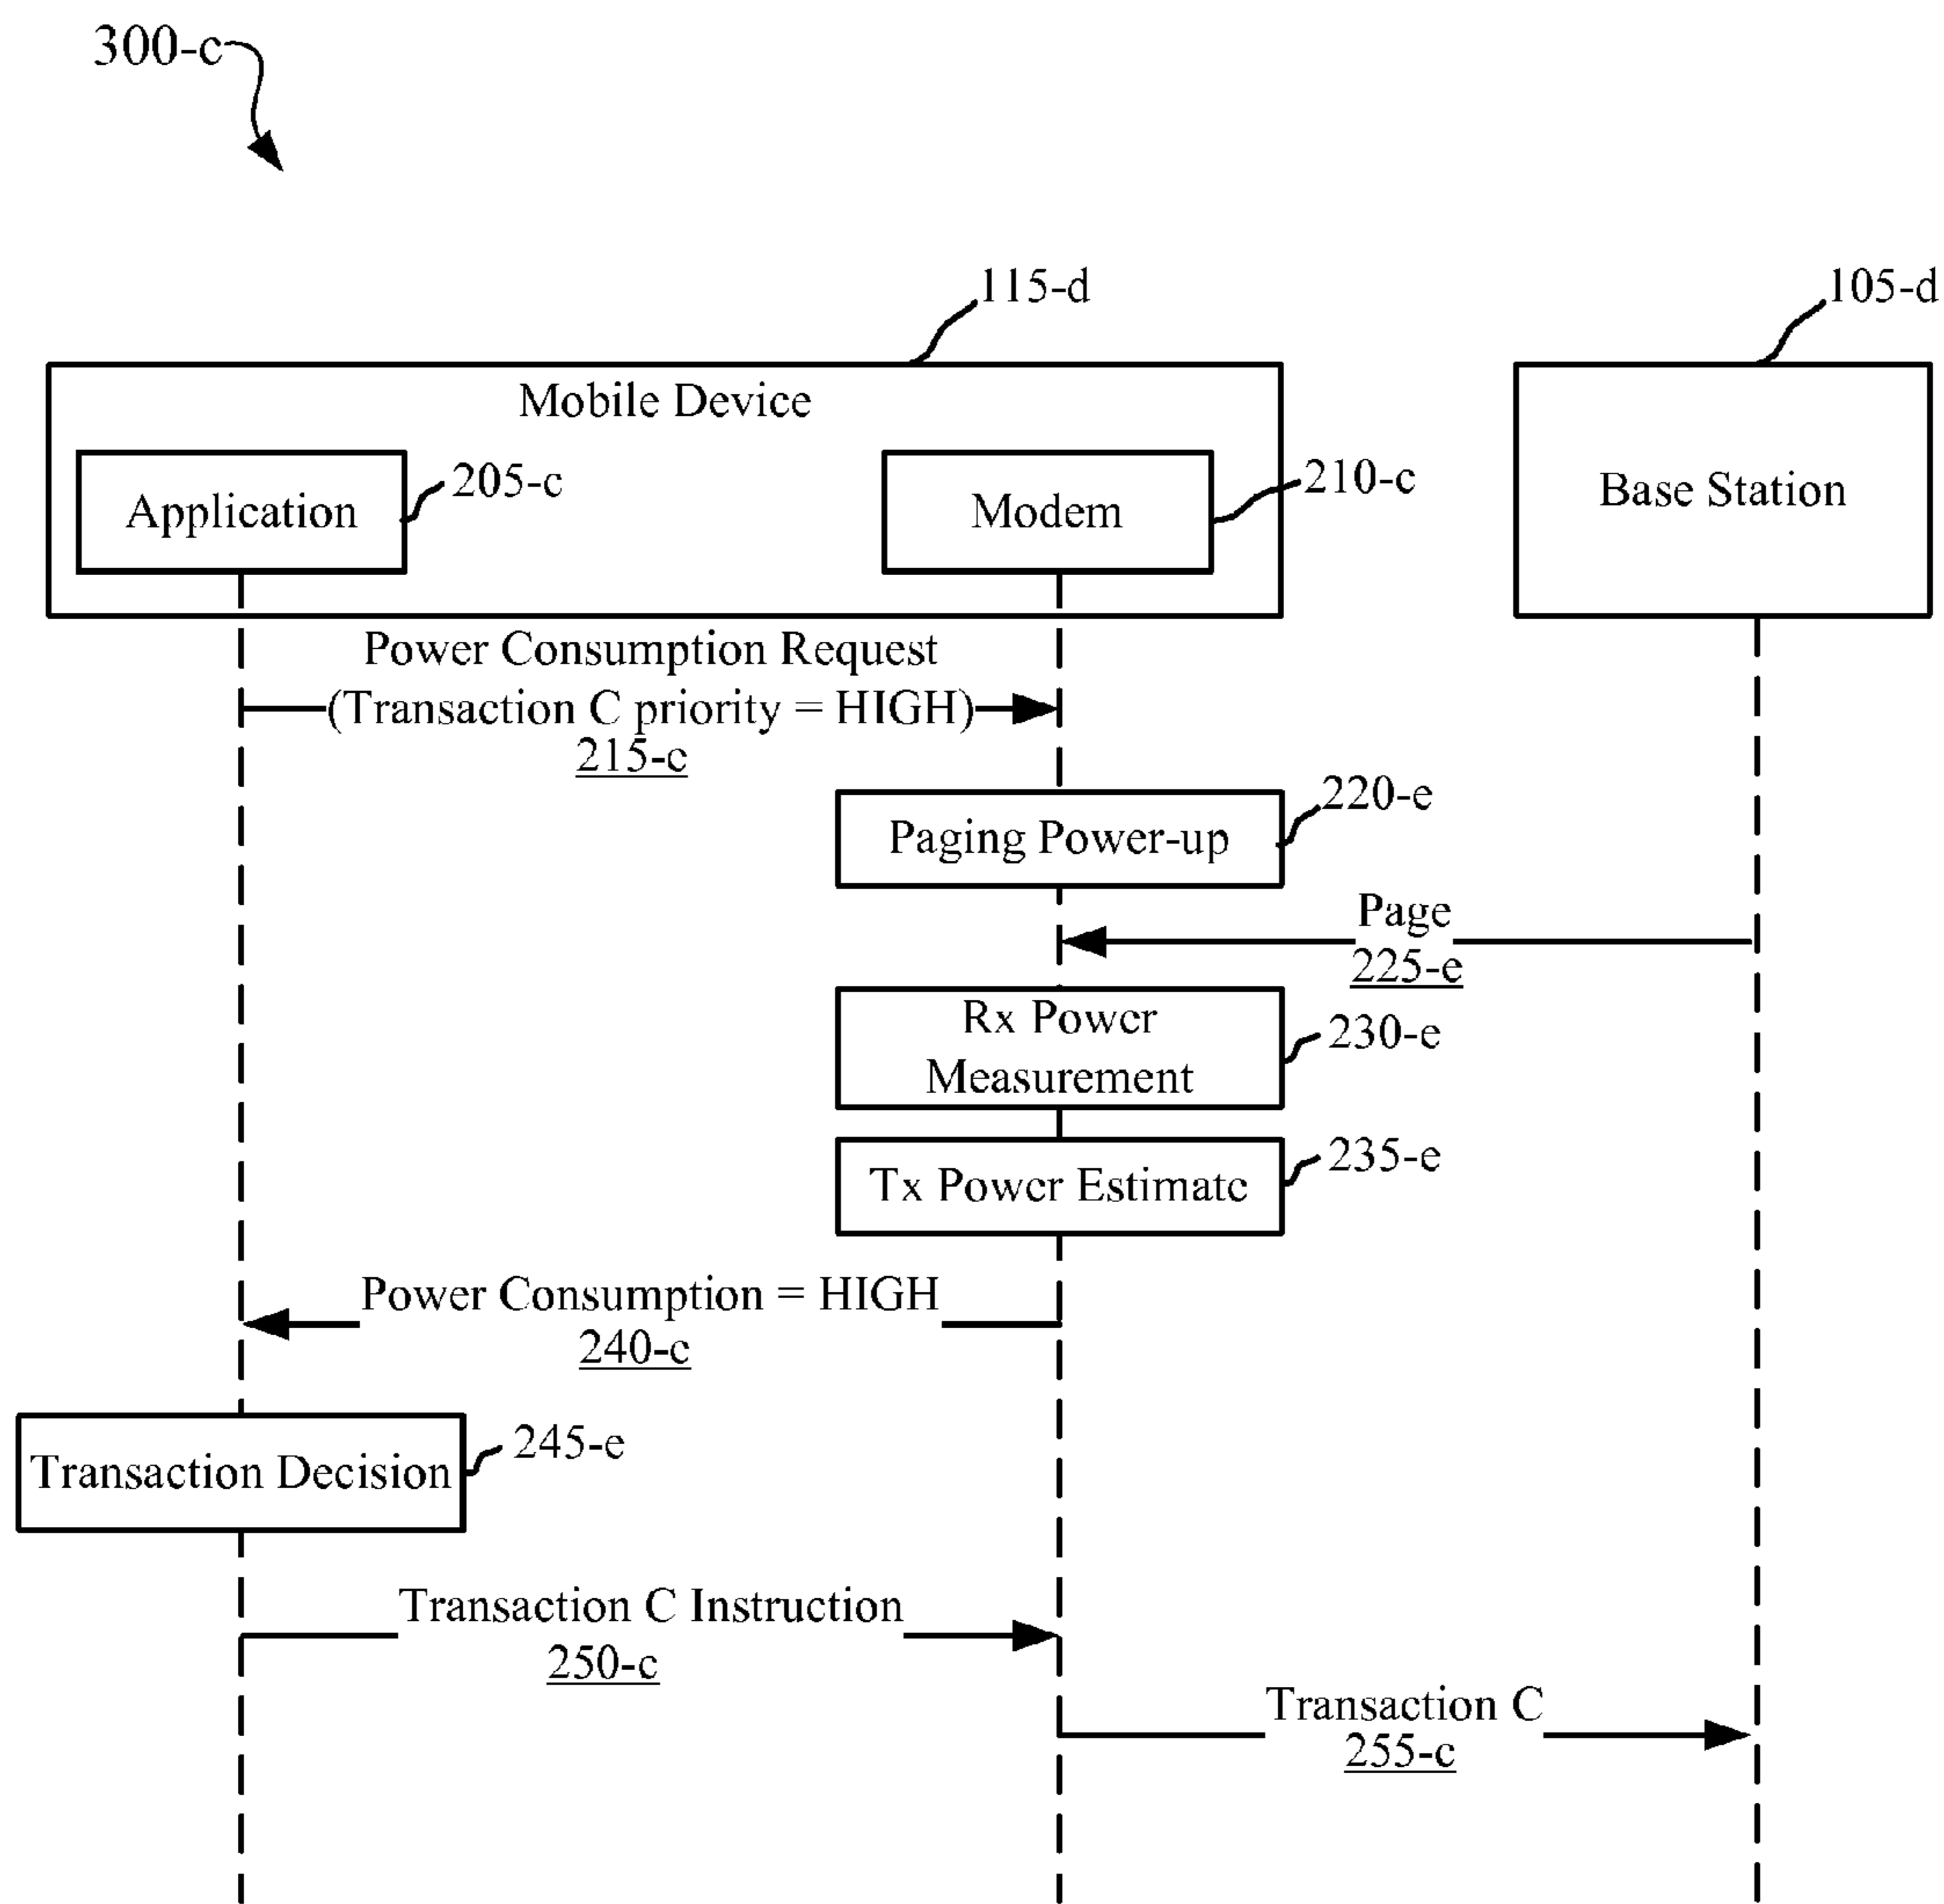 300-c
115-d
105-d
Mobile Device
Application
205-c
Modem
210-c
Base Station
Power Consumption Request
(Transaction C priority = HIGH)
215-c
220-e
Paging Power-up
Page
225-e
Rx Power
Measurement
230-e
Tx Power Estimate
235-e
Power Consumption = HIGH
240-c
Transaction Decision
245-e
Transaction C Instruction
250-c
Transaction C
255-c